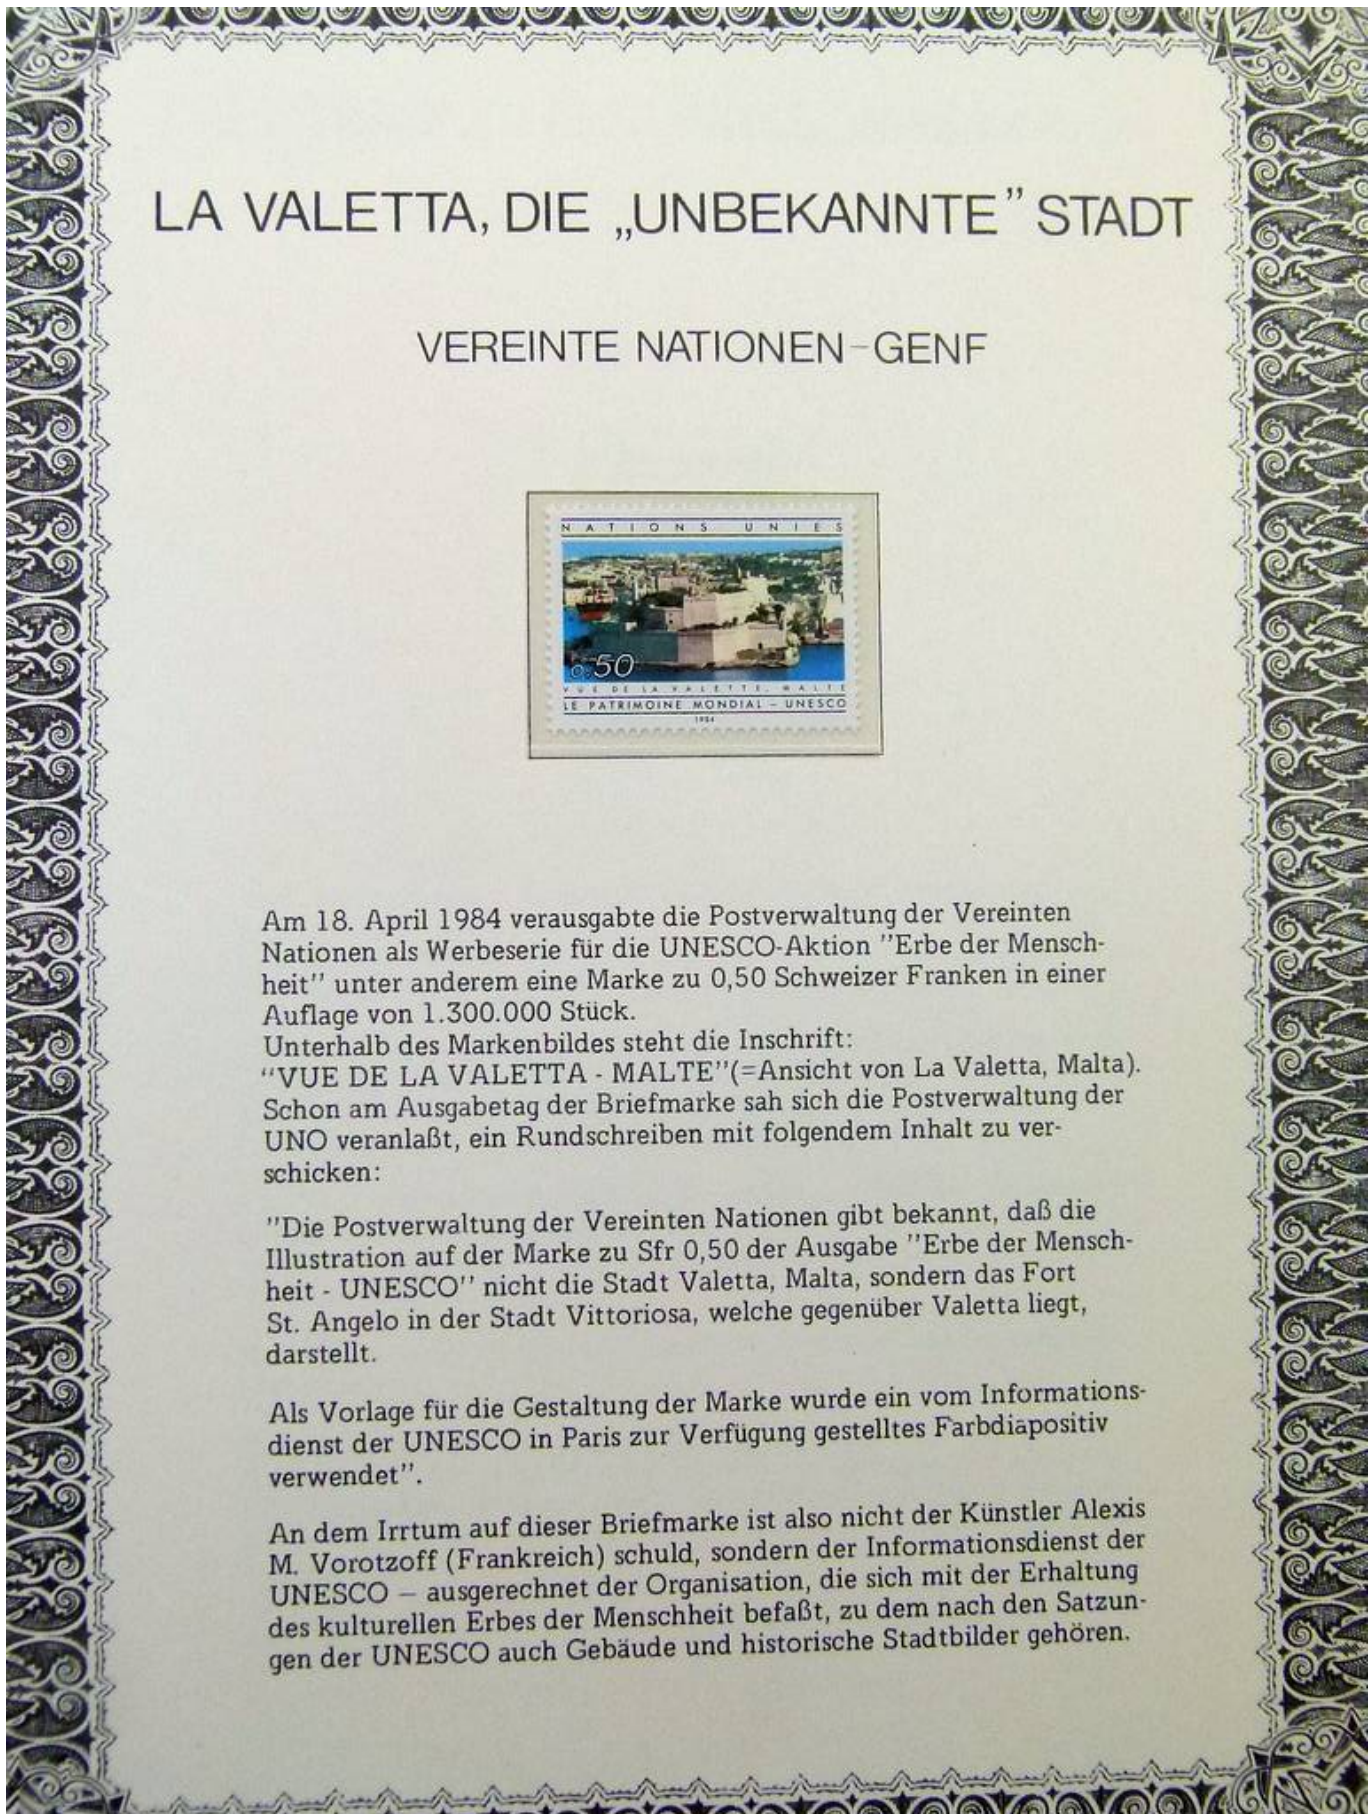 LA VALETTA, DIE „UNBEKANNTE” STADT
VEREINTE NATIONEN-GENF
NATIONS UNIES
0.50
VUE DE LA VALETTE, MALTE
LE PATRIMOINE MONDIAL - UNESCO
1984
Am 18. April 1984 verausgabte die Postverwaltung der Vereinten
Nationen als Werbeserie für die UNESCO-Aktion ''Erbe der Mensch-
heit'' unter anderem eine Marke zu 0,50 Schweizer Franken in einer
Auflage von 1.300.000 Stück.
Unterhalb des Markenbildes steht die Inschrift:
''VUE DE LA VALETTA - MALTE''(=Ansicht von La Valetta, Malta).
Schon am Ausgabetag der Briefmarke sah sich die Postverwaltung der
UNO veranlaßt, ein Rundschreiben mit folgendem Inhalt zu ver-
schicken:
''Die Postverwaltung der Vereinten Nationen gibt bekannt, daß die
Illustration auf der Marke zu Sfr 0,50 der Ausgabe ''Erbe der Mensch-
heit - UNESCO'' nicht die Stadt Valetta, Malta, sondern das Fort
St. Angelo in der Stadt Vittoriosa, welche gegenüber Valetta liegt,
darstellt.
Als Vorlage für die Gestaltung der Marke wurde ein vom Informations-
dienst der UNESCO in Paris zur Verfügung gestelltes Farbdiapositiv
verwendet''.
An dem Irrtum auf dieser Briefmarke ist also nicht der Künstler Alexis
M. Vorotzoff (Frankreich) schuld, sondern der Informationsdienst der
UNESCO – ausgerechnet der Organisation, die sich mit der Erhaltung
des kulturellen Erbes der Menschheit befaßt, zu dem nach den Satzun-
gen der UNESCO auch Gebäude und historische Stadtbilder gehören.